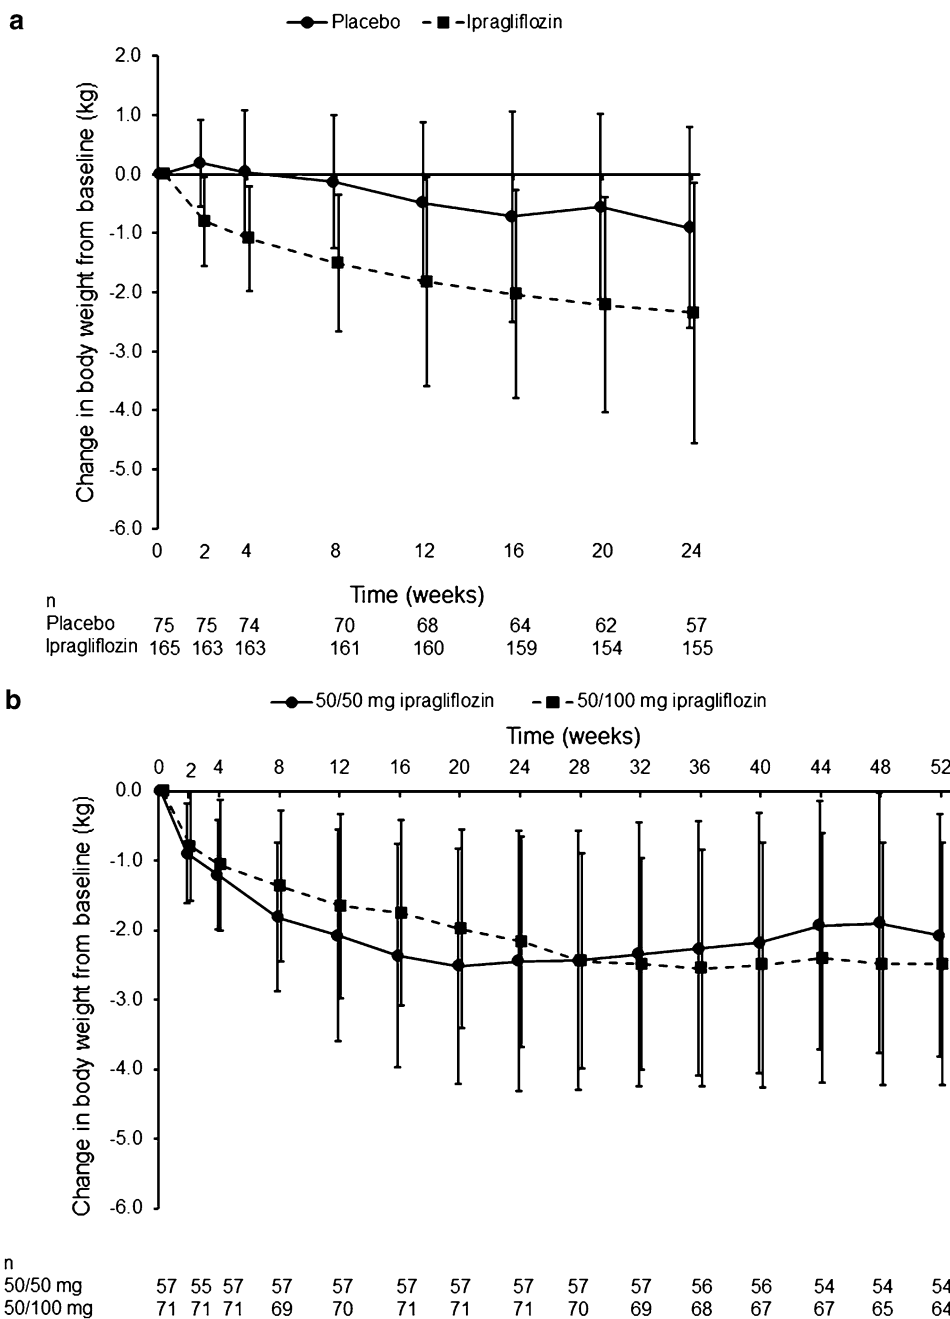 a
Placebo Ipragliflozin
Change in body weight from baseline (kg)
2.0
1.0
0.0
-1.0
-2.0
-3.0
-4.0
-5.0
-6.0
0 2 4 8 12 16 20 24
Time (weeks)
n
Placebo 75 75 74 70 68 64 62 57
Ipragliflozin 165 163 163 161 160 159 154 155
b
50/50 mg ipragliflozin 50/100 mg ipragliflozin
Time (weeks)
0 2 4 8 12 16 20 24 28 32 36 40 44 48 52
Change in body weight from baseline (kg)
0.0
-1.0
-2.0
-3.0
-4.0
-5.0
-6.0
n
50/50 mg 57 55 57 57 57 57 57 57 57 57 56 56 54 54 54
50/100 mg 71 71 71 69 70 71 71 71 70 69 68 67 67 65 64